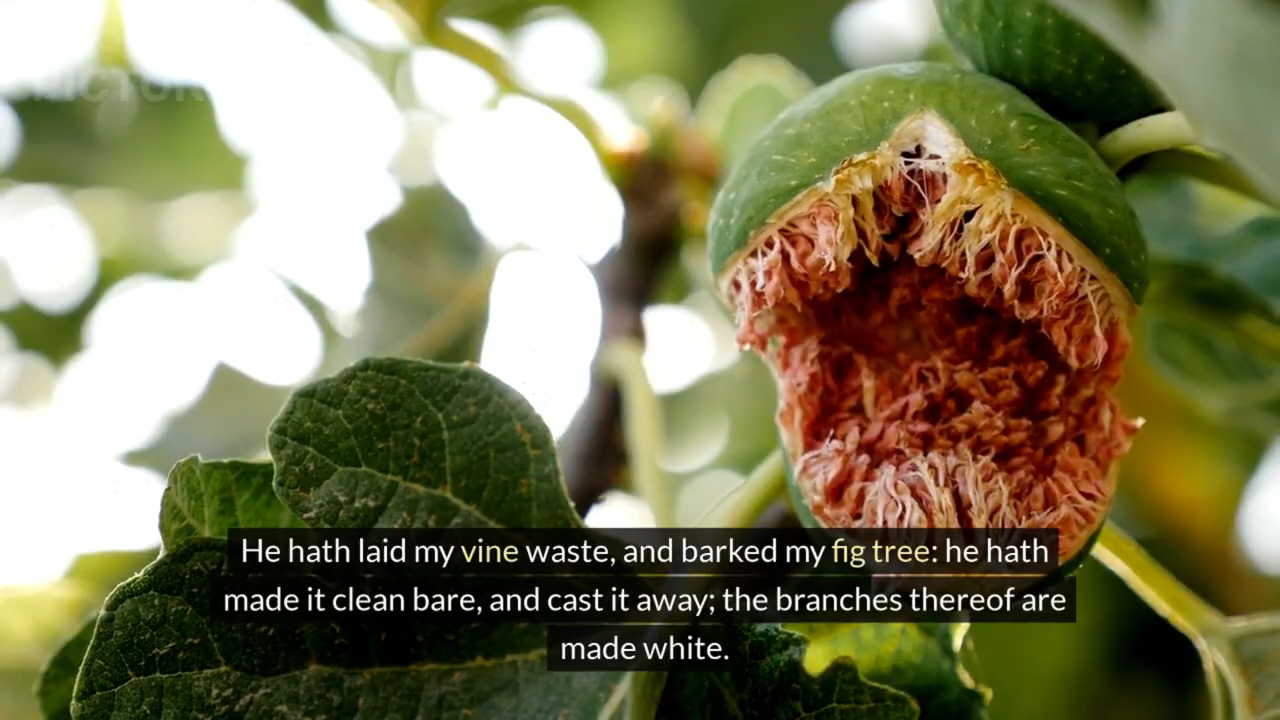 He hath laid my vine waste, and barked my fig tree: he hath
made it clean bare, and cast it away; the branches thereof are
made white.